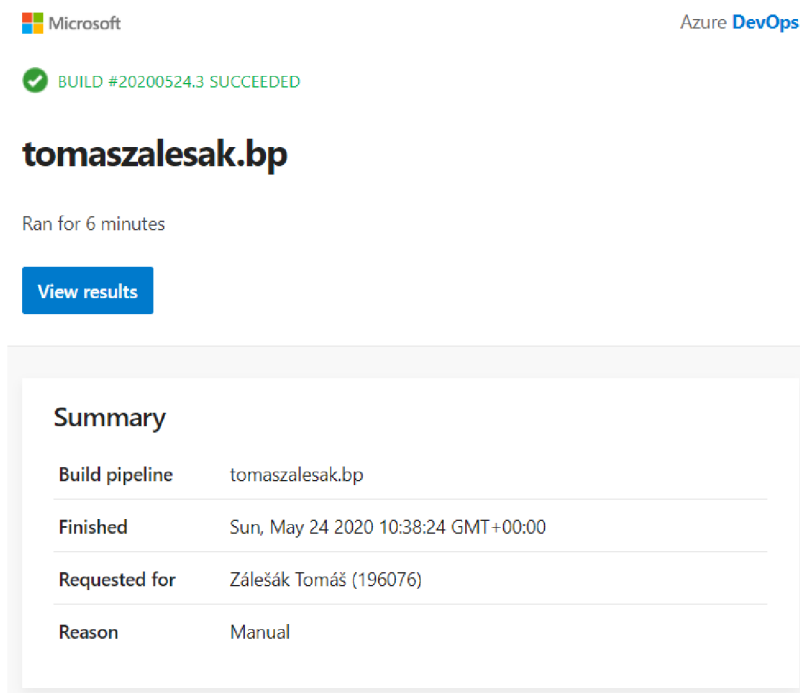 Microsoft Azure DevOps
BUILD #20200524.3 SUCCEEDED
tomaszalesak.bp
Ran for 6 minutes
View results
Summary
Build pipeline tomaszalesak.bp
Finished Sun, May 24 2020 10:38:24 GMT+00:00
Requested for Zálešák Tomáš (196076)
Reason Manual